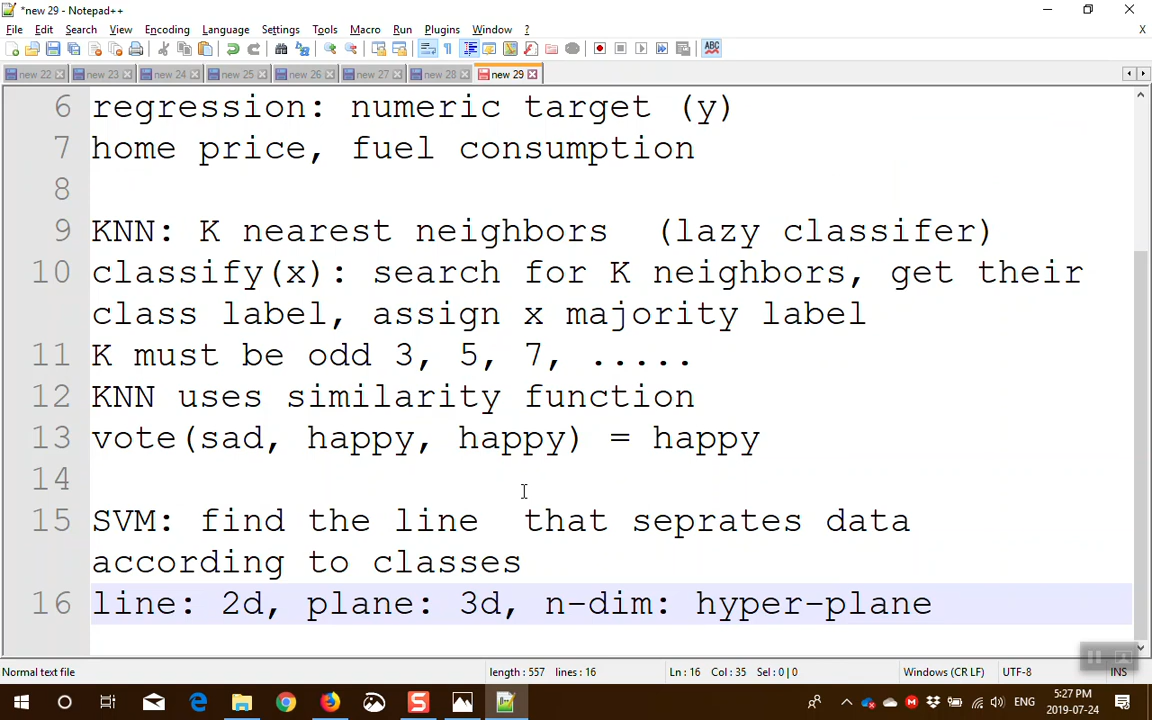 *new 29 - Notepad++
File Edit Search View Encoding Language Settings Tools Macro Run Plugins Window ? X
ABC
new 22 new 23 new 24 new 25 new 26 new 27 new 28 new 29
6 regression: numeric target (y)
7 home price, fuel consumption
8
9 KNN: K nearest neighbors (lazy classifer)
10 classify(x): search for K neighbors, get their
class label, assign x majority label
11 K must be odd 3, 5, 7, .....
12 KNN uses similarity function
13 vote(sad, happy, happy) = happy
14
15 SVM: find the line that seprates data
according to classes
16 line: 2d, plane: 3d, n-dim: hyper-plane
Normal text file length : 557 lines : 16 Ln : 16 Col : 35 Sel : 0 | 0 Windows (CR LF) UTF-8 INS
ENG 5:27 PM
2019-07-24